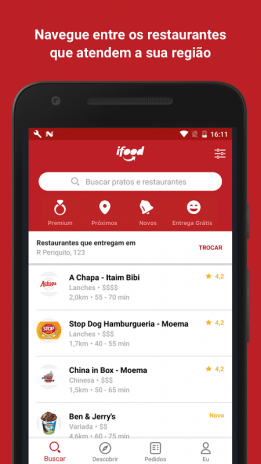 Navegue entre os restaurantes
que atendem a sua região
16:11
ifood
Buscar pratos e restaurantes
Premium Próximos Novos Entrega Grátis
Restaurantes que entregam em
R Periquito, 123 TROCAR
A Chapa - Itaim Bibi 4,2
Lanches • $$$$
2,0km • 55 - 70 min
Stop Dog Hamburgueria - Moema 4,2
Lanches • $$$
1,7km • 40 - 55 min
China in Box - Moema 4,2
Chinesa • $$$
1,5km • 50 - 65 min
Ben & Jerry's Novo
Variada • $$
4,6km • 60 - 75 min
Buscar Descobrir Pedidos Eu